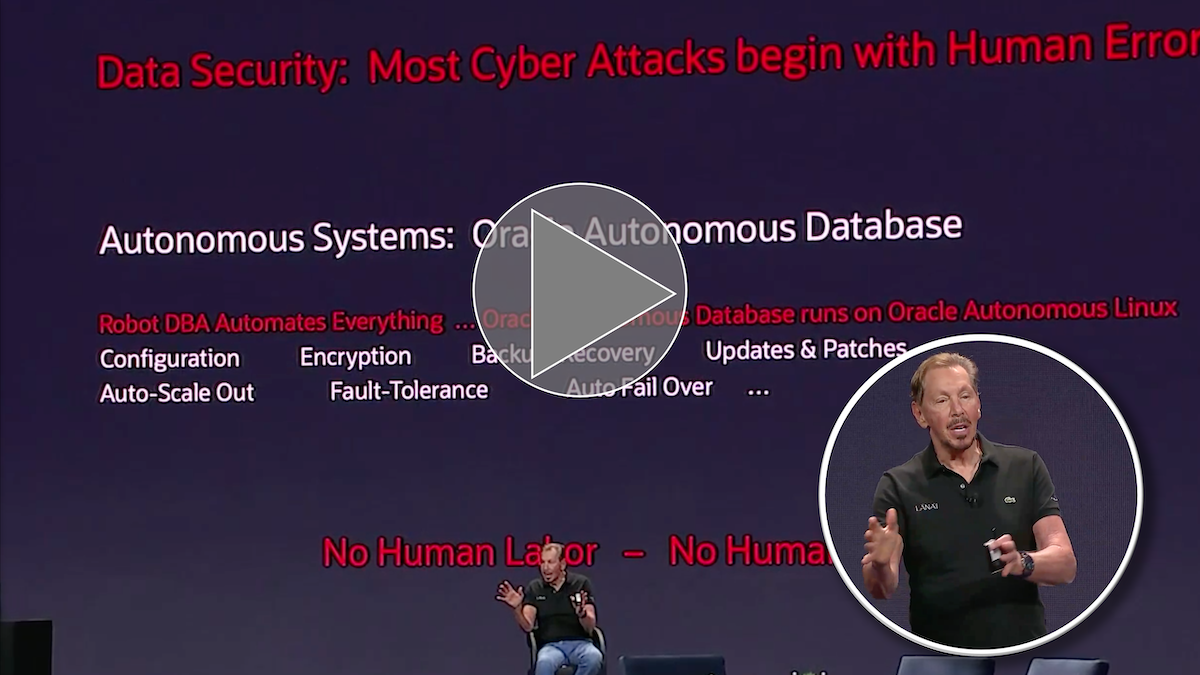 Data Security: Most Cyber Attacks begin with Human Error
Autonomous Systems: Oracle Autonomous Database
Robot DBA Automates Everything ... Oracle Autonomous Database runs on Oracle Autonomous Linux
Configuration Encryption Backup Recovery Updates & Patches
Auto-Scale Out Fault-Tolerance Auto Fail Over ...
No Human Labor – No Human
LĀNAʻI